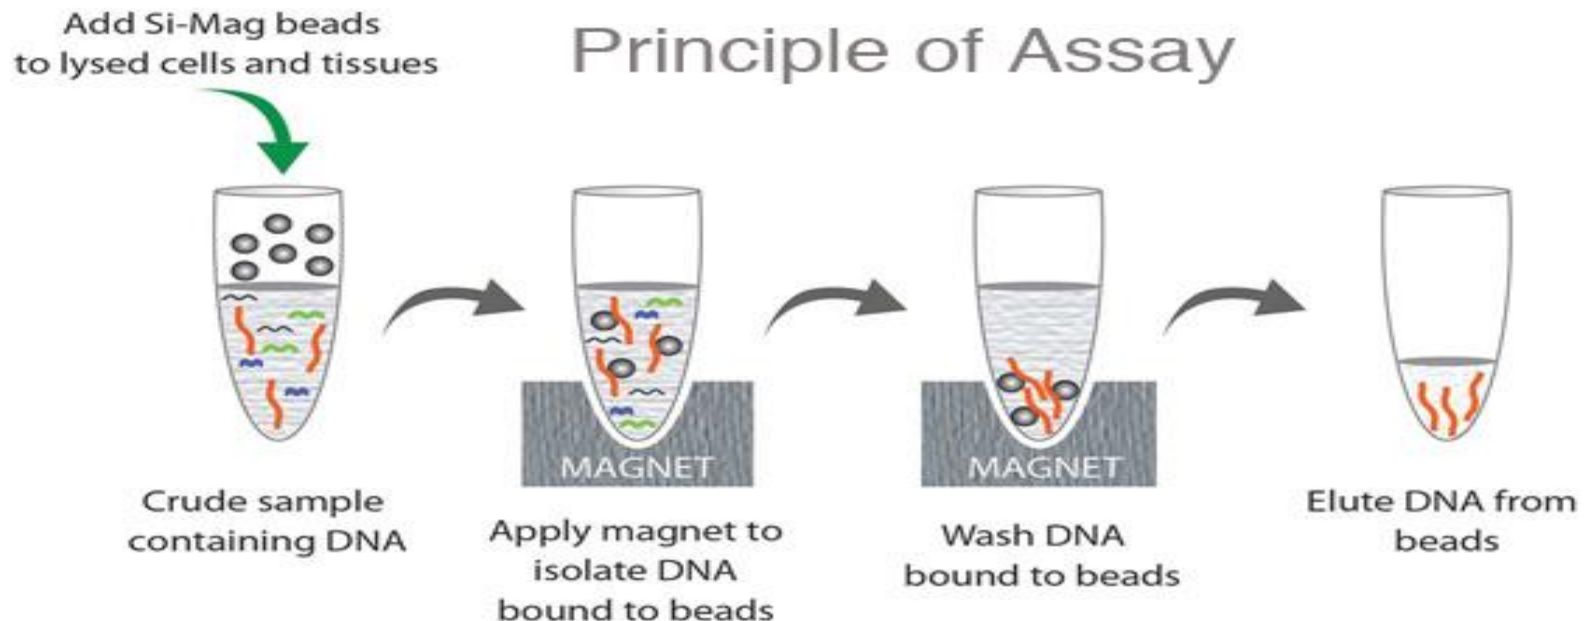 Add Si-Mag beads
to lysed cells and tissues
Principle of Assay
MAGNET
MAGNET
Crude sample
containing DNA
Apply magnet to
isolate DNA
bound to beads
Wash DNA
bound to beads
Elute DNA from
beads